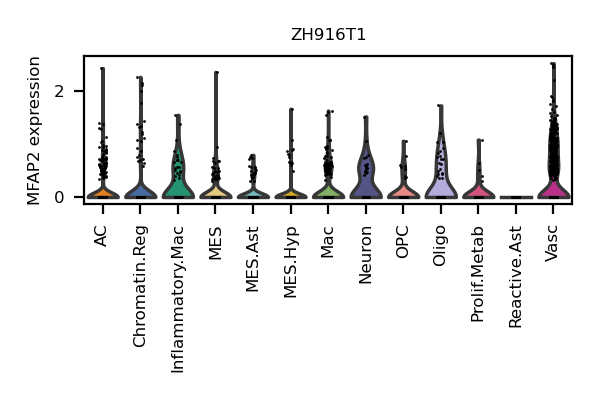 ZH916T1
MFAP2 expression
2
0
AC
Chromatin.Reg
Inflammatory.Mac
MES
MES.Ast
MES.Hyp
Mac
Neuron
OPC
Oligo
Prolif.Metab
Reactive.Ast
Vasc